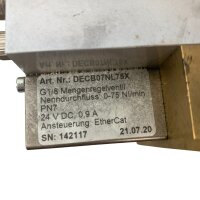 Art. Nr.: DECB07NL75X
G1/8 Mengenregelventil
Nenndurchfluss: 0-75 Nl/min
PN7
24 V DC, 0,9 A
Ansteuerung: EtherCat
SN: 142117 21.07.20